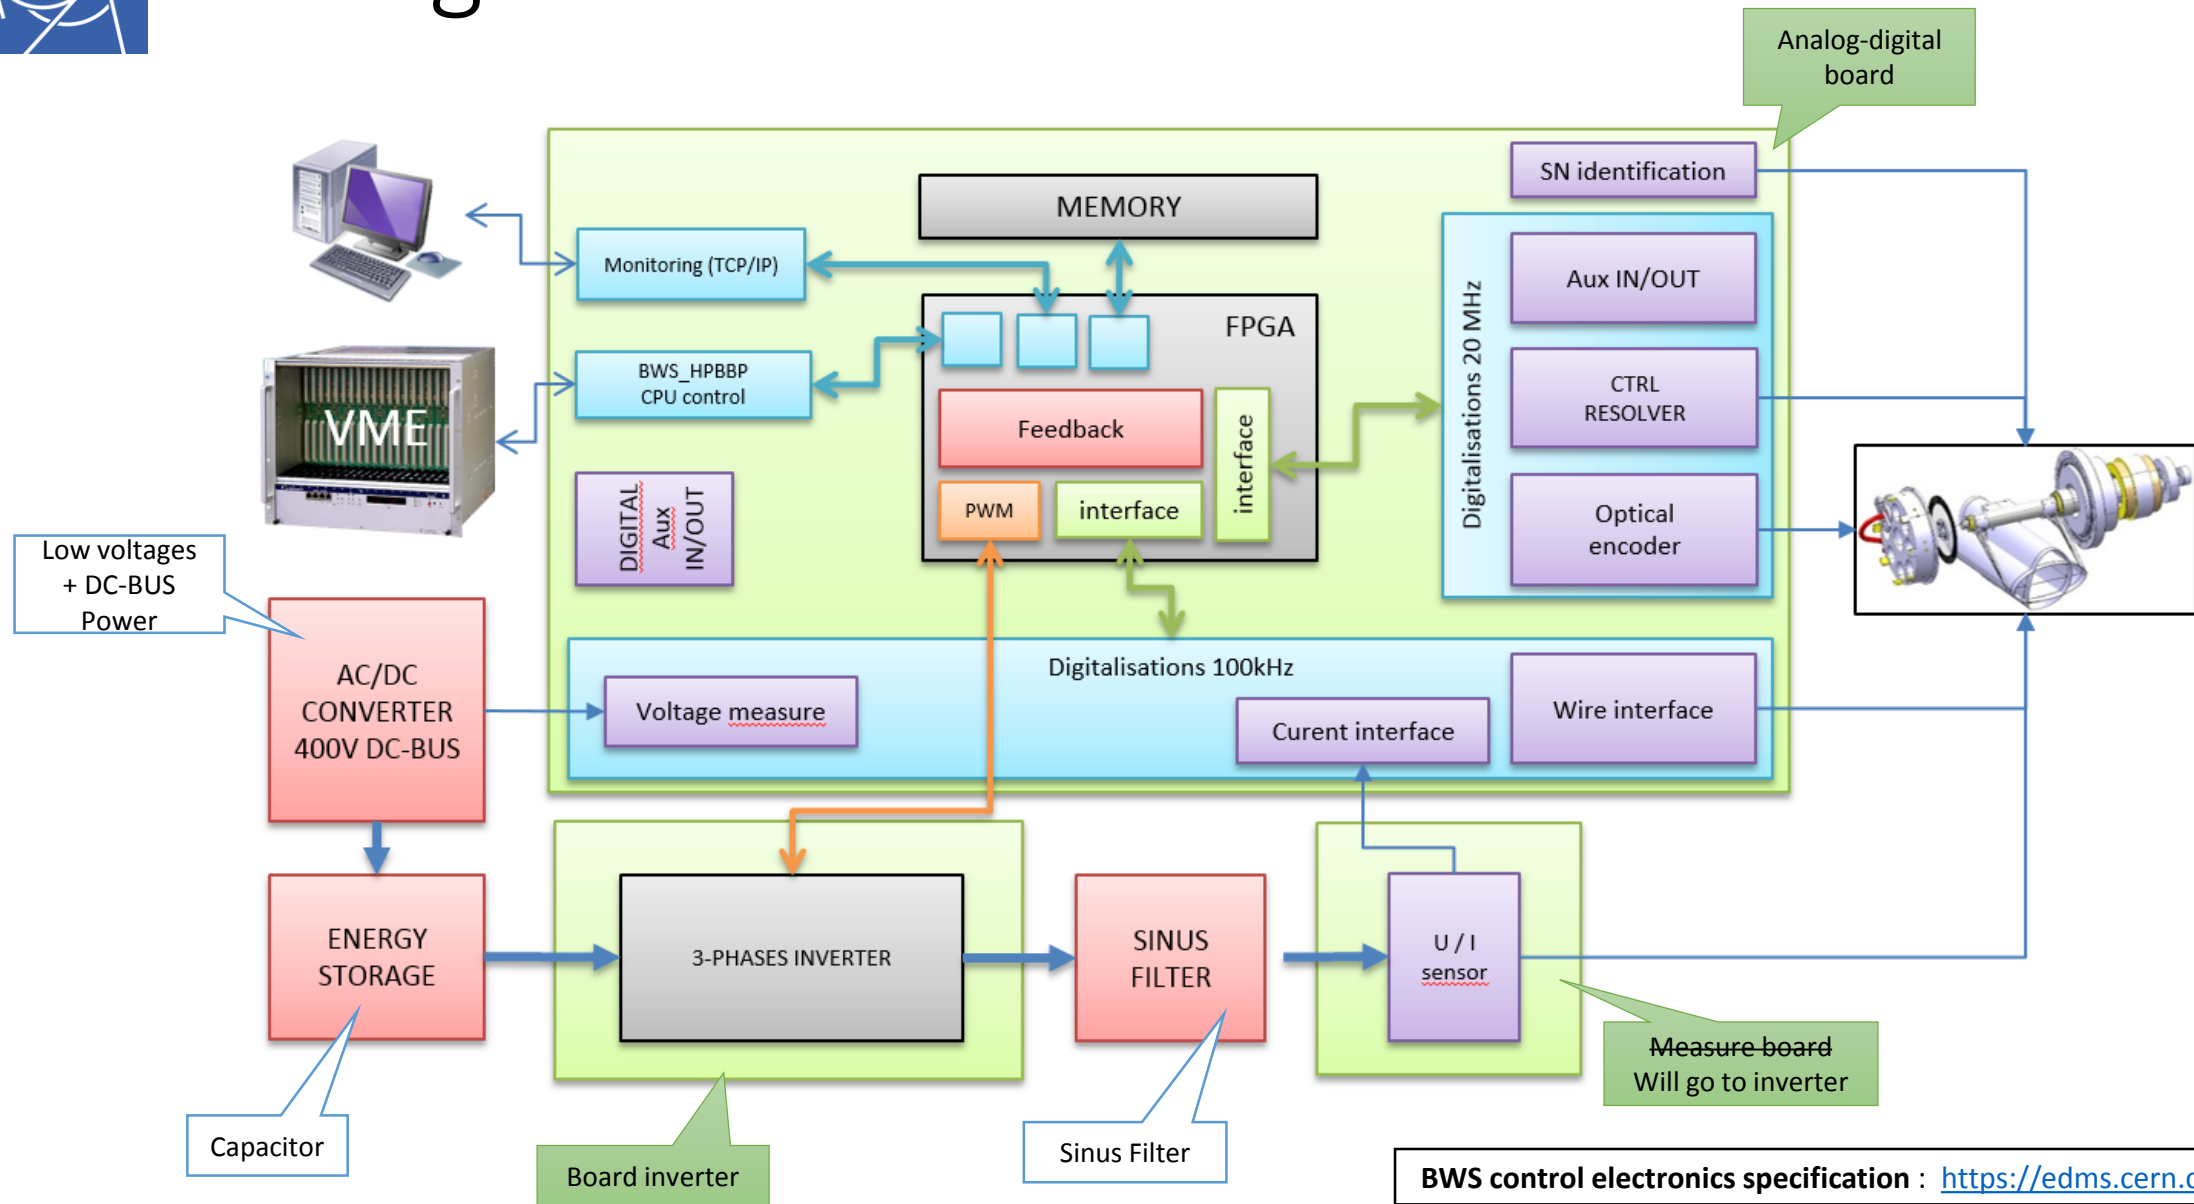 Analog-digital
board
SN identification
MEMORY
Monitoring (TCP/IP)
Aux IN/OUT
FPGA
Digitalisations 20 MHz
BWS_HPBBP
CPU control
CTRL
RESOLVER
VME
Feedback
interface
DIGITAL
Aux
IN/OUT
PWM
interface
Optical
encoder
Low voltages
+ DC-BUS
Power
AC/DC
CONVERTER
400V DC-BUS
Digitalisations 100kHz
Voltage measure
Curent interface
Wire interface
ENERGY
STORAGE
3-PHASES INVERTER
SINUS
FILTER
U / I
sensor
Measure board
Will go to inverter
Capacitor
Board inverter
Sinus Filter
BWS control electronics specification : https://edms.cern.